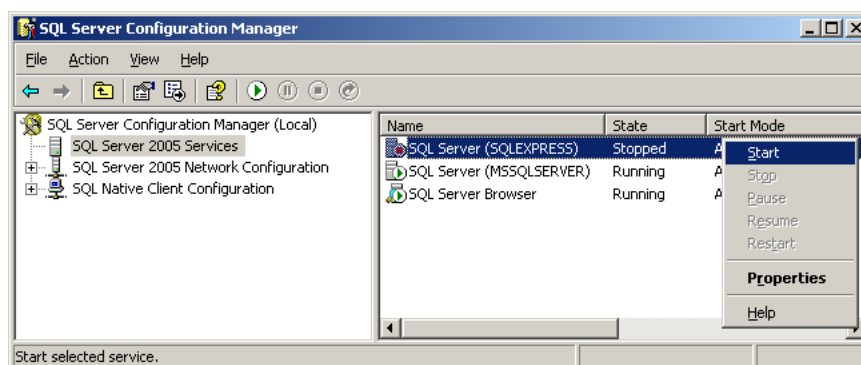 SQL Server Configuration Manager
File Action View Help
SQL Server Configuration Manager (Local)
SQL Server 2005 Services
SQL Server 2005 Network Configuration
SQL Native Client Configuration
Name State Start Mode
SQL Server (SQLEXPRESS) Stopped A
SQL Server (MSSQLSERVER) Running A
SQL Server Browser Running A
Start
Stop
Pause
Resume
Restart
Properties
Help
Start selected service.